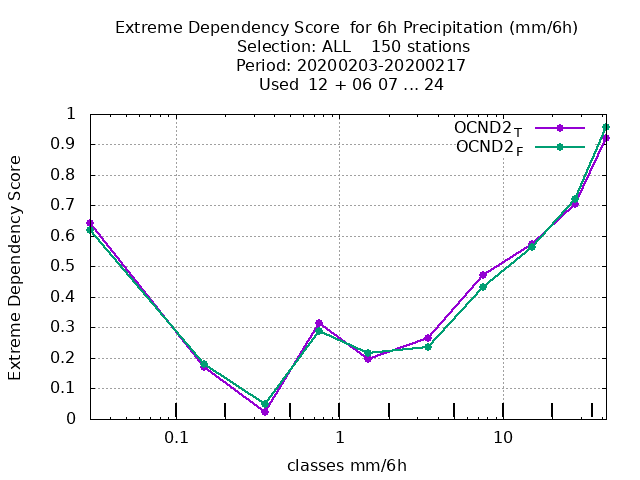 Extreme Dependency Score  for 6h Precipitation (mm/6h)
Selection: ALL    150 stations
Period: 20200203-20200217
Used  12 + 06 07 ... 24
OCND2T
OCND2F
1
0.9
0.8
0.7
0.6
0.5
0.4
0.3
0.2
0.1
0
Extreme Dependency Score
0.1 1 10
classes mm/6h